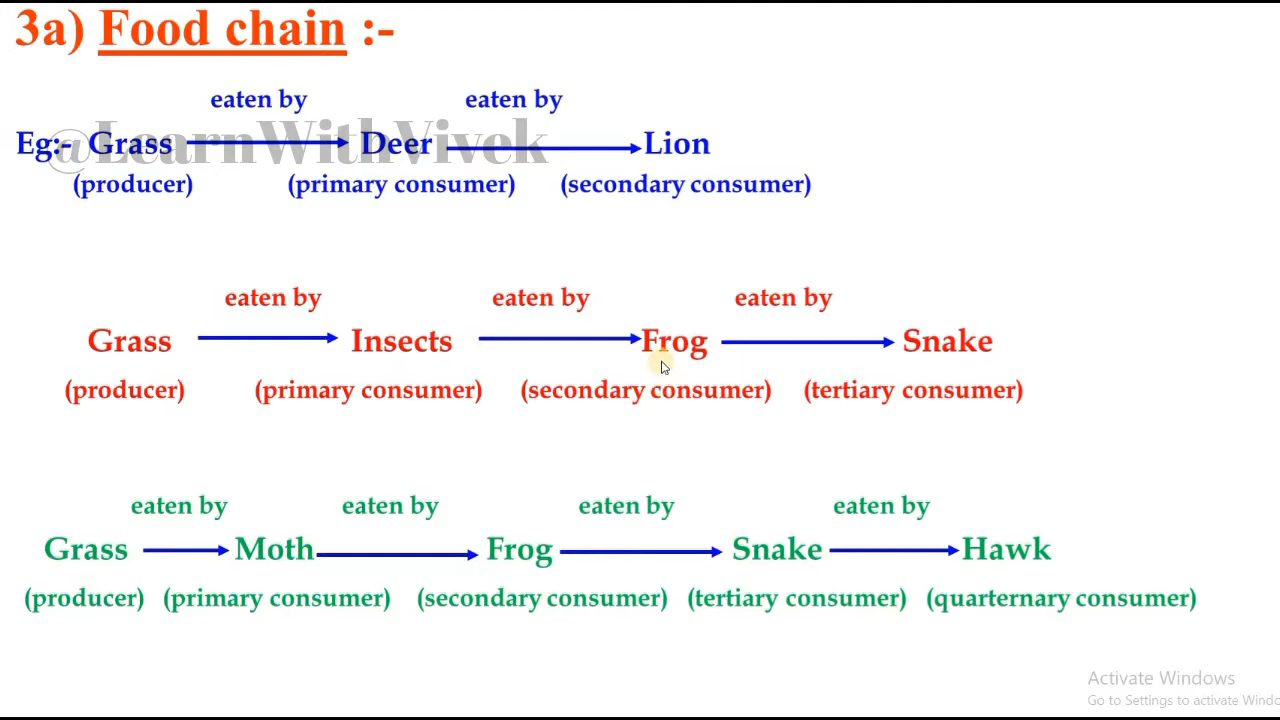 3a) Food chain :-
eaten by eaten by
Eg:- Grass Deer Lion
@LearnWithVivek
(producer) (primary consumer) (secondary consumer)
eaten by eaten by eaten by
Grass Insects Frog Snake
(producer) (primary consumer) (secondary consumer) (tertiary consumer)
eaten by eaten by eaten by eaten by
Grass Moth Frog Snake Hawk
(producer) (primary consumer) (secondary consumer) (tertiary consumer) (quarternary consumer)
Activate Windows
Go to Settings to activate Windo